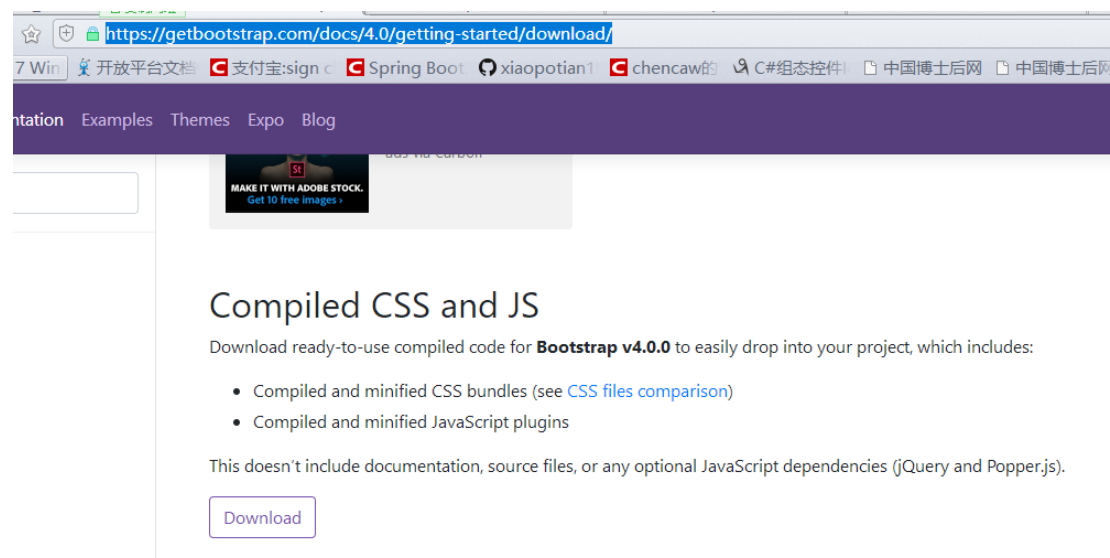 https://getbootstrap.com/docs/4.0/getting-started/download/
7 Win 开放平台文档 支付宝:sign c Spring Boot xiaopotian1 chencaw的 C#组态控件 中国博士后网 中国博士后网
ntation Examples Themes Expo Blog
St
MAKE IT WITH ADOBE STOCK.
Get 10 free images ›
Compiled CSS and JS
Download ready-to-use compiled code for Bootstrap v4.0.0 to easily drop into your project, which includes:
• Compiled and minified CSS bundles (see CSS files comparison)
• Compiled and minified JavaScript plugins
This doesn't include documentation, source files, or any optional JavaScript dependencies (jQuery and Popper.js).
Download